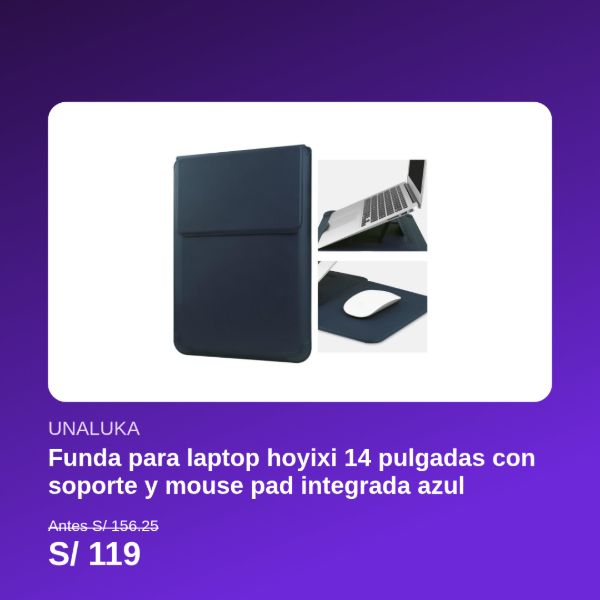 UNALUKA
Funda para laptop hoyixi 14 pulgadas con
soporte y mouse pad integrada azul
Antes S/ 156.25
S/ 119